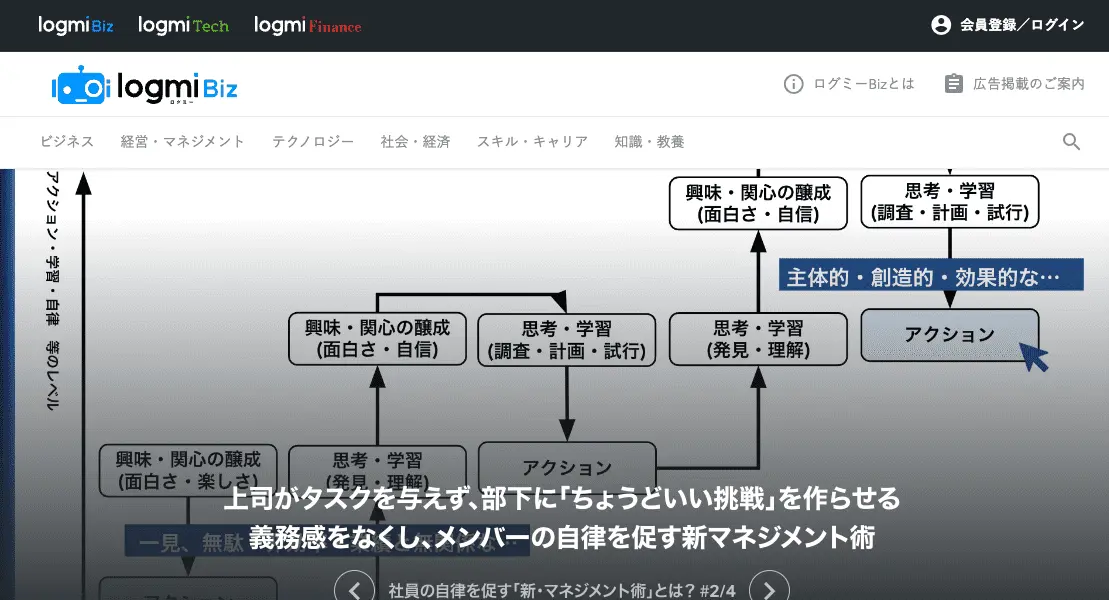 logmi Biz
logmi Tech
logmi Finance
会員登録／ログイン
logmi Biz
ログミー
ログミーBizとは
広告掲載のご案内
ビジネス
経営・マネジメント
テクノロジー
社会・経済
スキル・キャリア
知識・教養
アクション・学習・自律　等のレベル
興味・関心の醸成
(面白さ・自信)
思考・学習
(調査・計画・試行)
主体的・創造的・効果的な…
興味・関心の醸成
(面白さ・自信)
思考・学習
(調査・計画・試行)
思考・学習
(発見・理解)
アクション
興味・関心の醸成
(面白さ・楽しさ)
思考・学習
(発見・理解)
アクション
一見、無駄
上司がタスクを与えず、部下に「ちょうどいい挑戦」を作らせる
義務感をなくし、メンバーの自律を促す新マネジメント術
社員の自律を促す「新・マネジメント術」とは？ #2/4